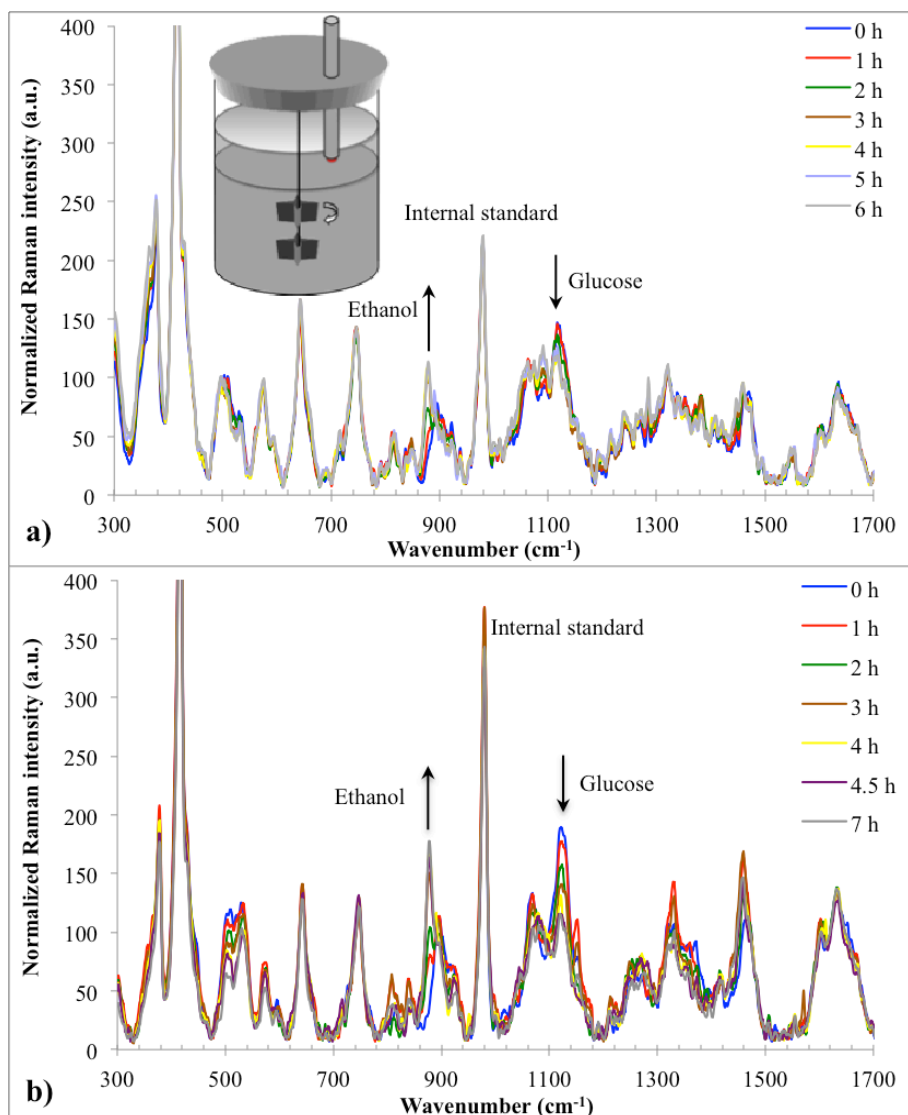 400
350
300
250
200
150
100
50
0
Normalized Raman intensity (a.u.)
0 h
1 h
2 h
3 h
4 h
5 h
6 h
Internal standard
Glucose
Ethanol
300 500 700 900 1100 1300 1500 1700
Wavenumber (cm⁻¹)
a)
400
350
300
250
200
150
100
50
0
Normalized Raman intensity (a.u.)
0 h
1 h
2 h
3 h
4 h
4.5 h
7 h
Internal standard
Ethanol
Glucose
300 500 700 900 1100 1300 1500 1700
Wavenumber (cm⁻¹)
b)